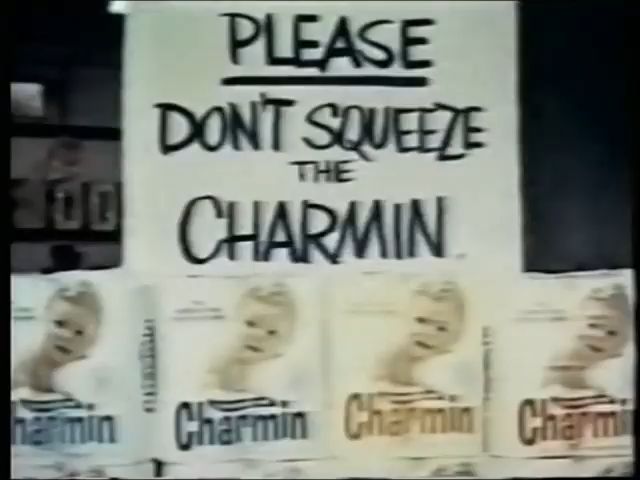 PLEASE
DON'T SQUEEZE
THE
CHARMIN
Charmin
Charmin
Charmin
Charmin